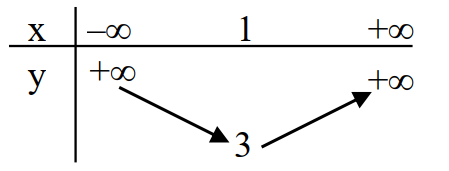 x –∞ 1 +∞
y +∞ +∞
3